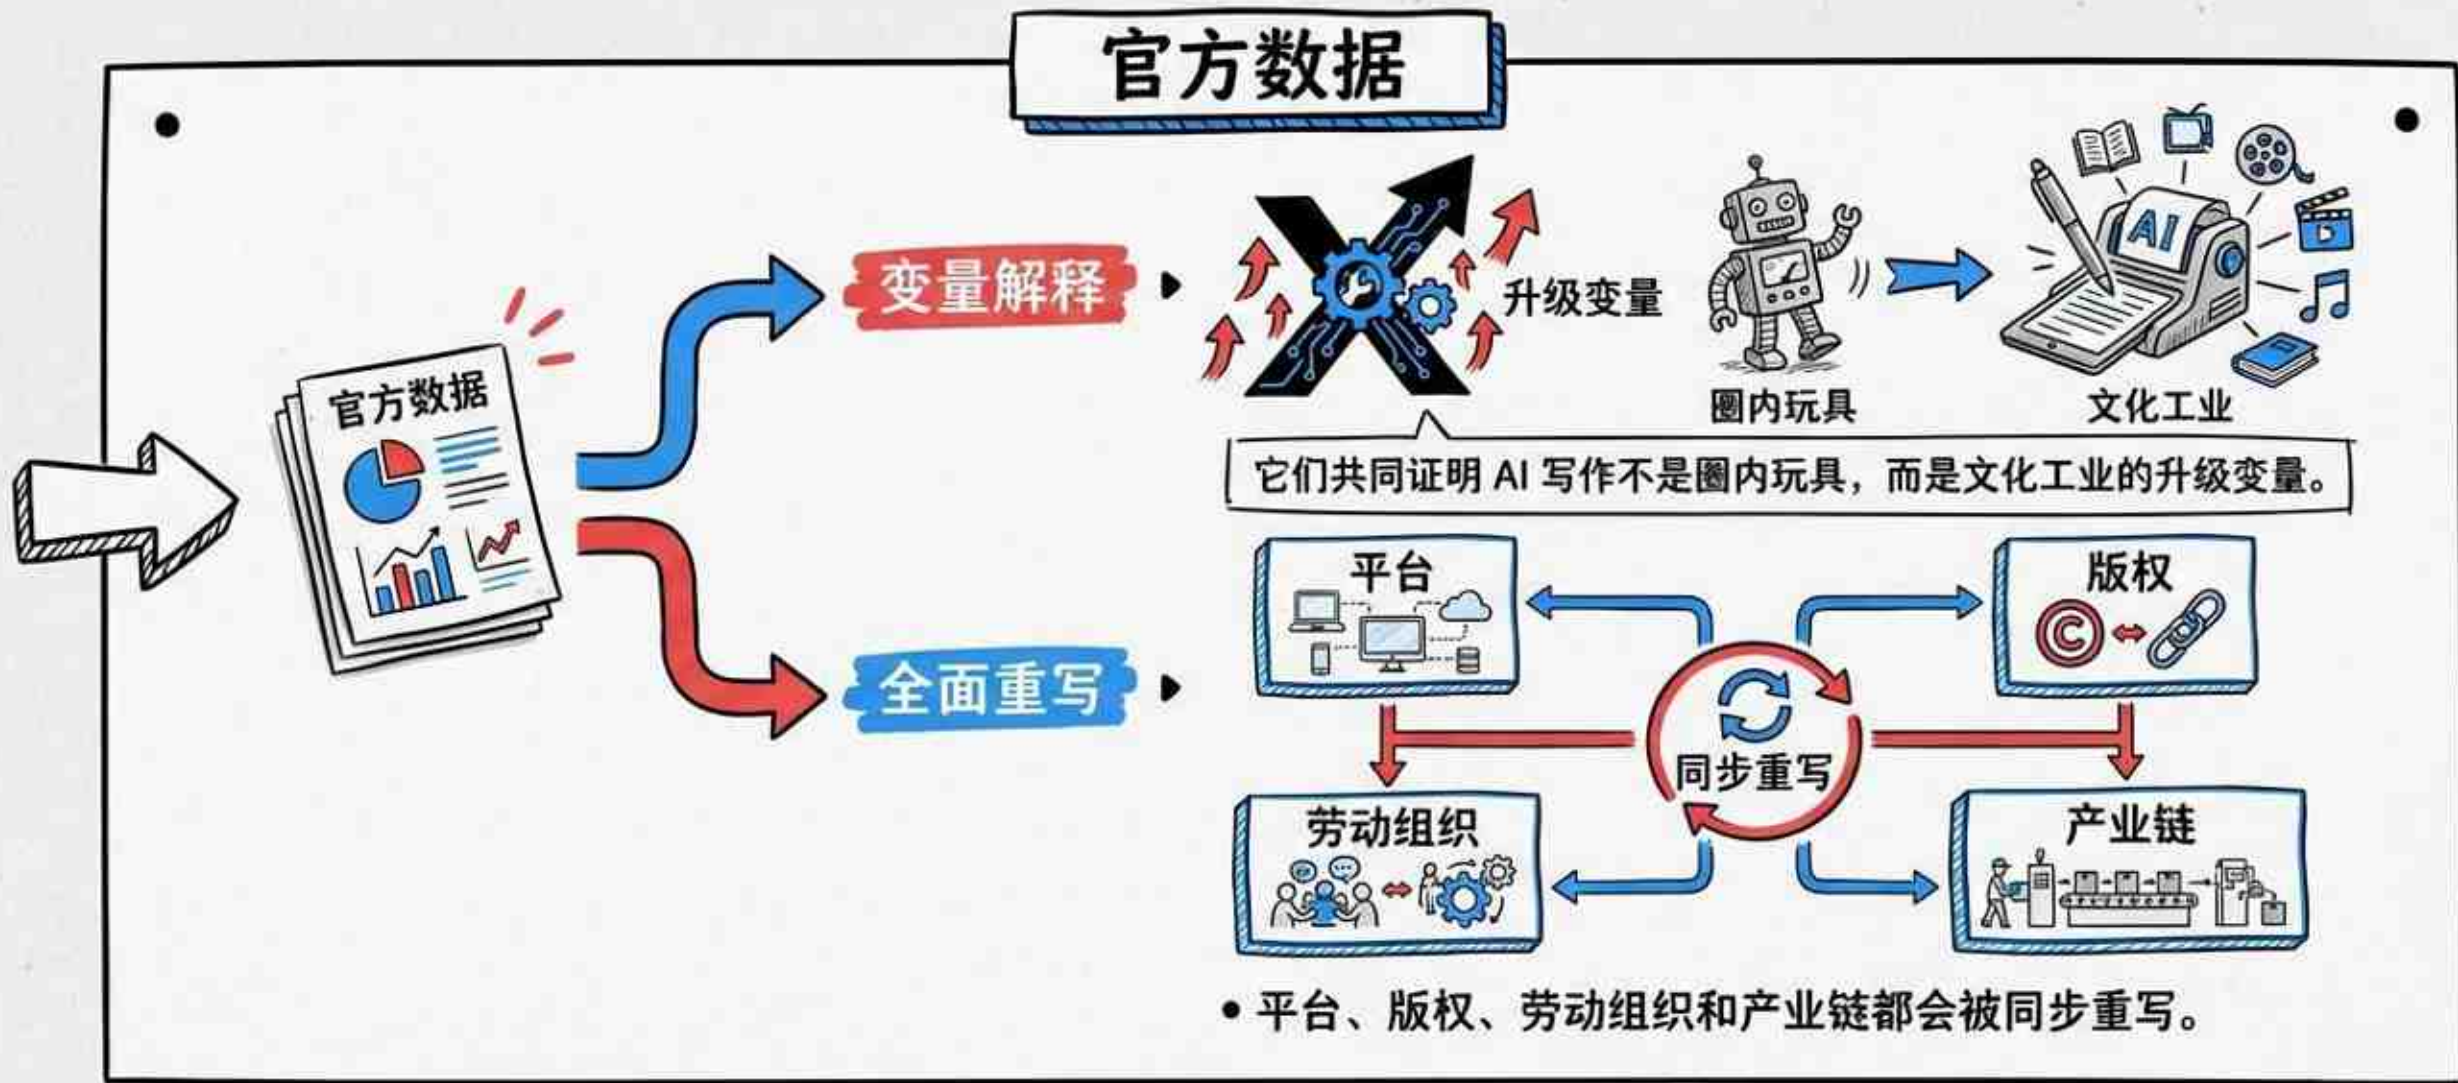 官方数据
官方数据
变量解释
升级变量
圈内玩具
AI
文化工业
它们共同证明 AI 写作不是圈内玩具，而是文化工业的升级变量。
全面重写
平台
版权
©
同步重写
劳动组织
产业链
• 平台、版权、劳动组织和产业链都会被同步重写。